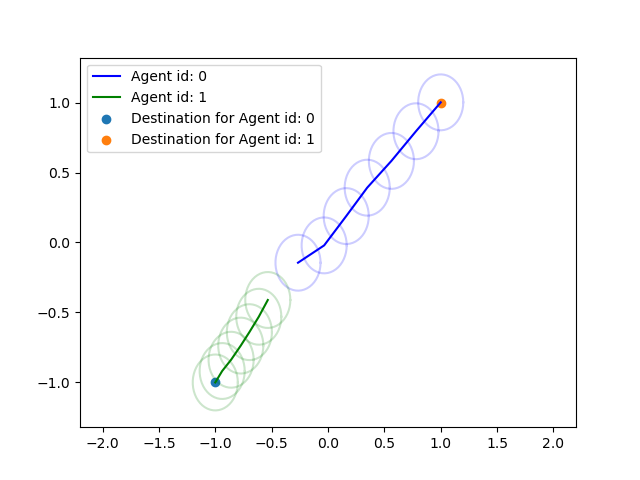 Agent id: 0
Agent id: 1
Destination for Agent id: 0
Destination for Agent id: 1
1.0
0.5
0.0
−0.5
−1.0
−2.0 −1.5 −1.0 −0.5 0.0 0.5 1.0 1.5 2.0